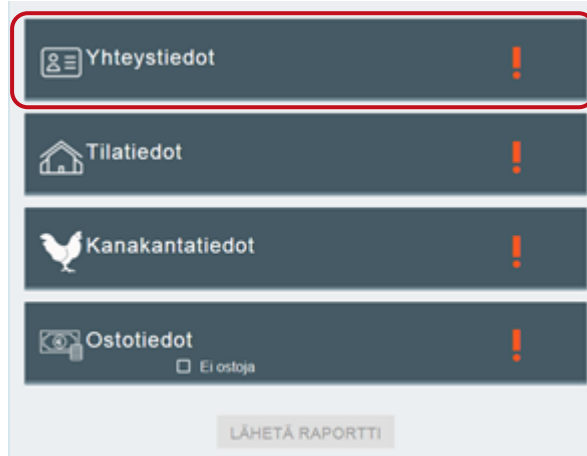 Yhteystiedot
Tilatiedot
Kanakantatiedot
Ostotiedot
Ei ostoja
LÄHETÄ RAPORTTI